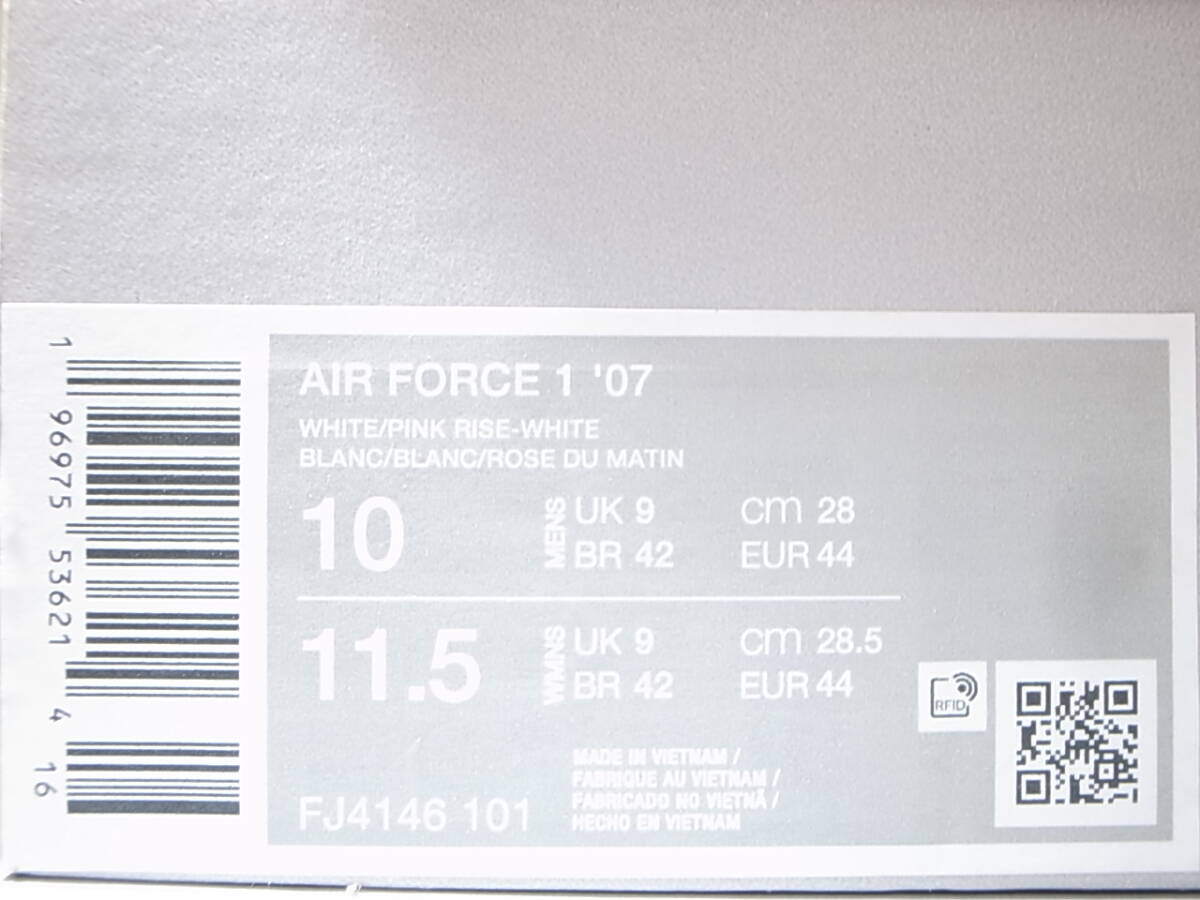 AIR FORCE 1 '07
WHITE/PINK RISE-WHITE
BLANC/BLANC/ROSE DU MATIN
10 MENS UK 9 cm 28
BR 42 EUR 44
11.5 WMNS UK 9 cm 28.5
BR 42 EUR 44
MADE IN VIETNAM /
FABRIQUE AU VIETNAM /
FABRICADO NO VIETNÃ /
HECHO EN VIETNAM
FJ4146 101
RFID
1 96975 53621 4 16